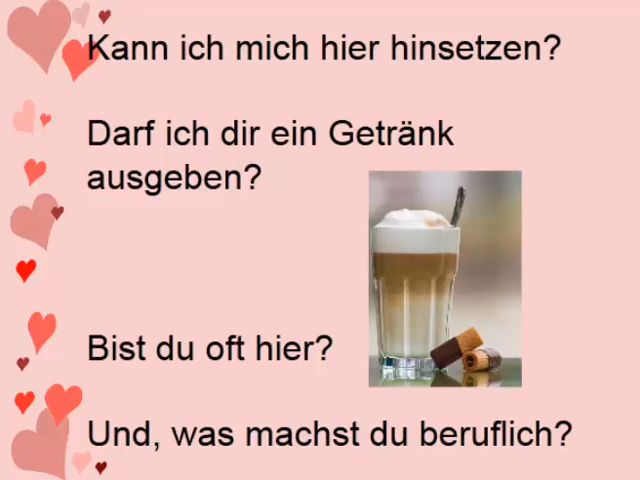 Kann ich mich hier hinsetzen?
Darf ich dir ein Getränk
ausgeben?
Bist du oft hier?
Und, was machst du beruflich?